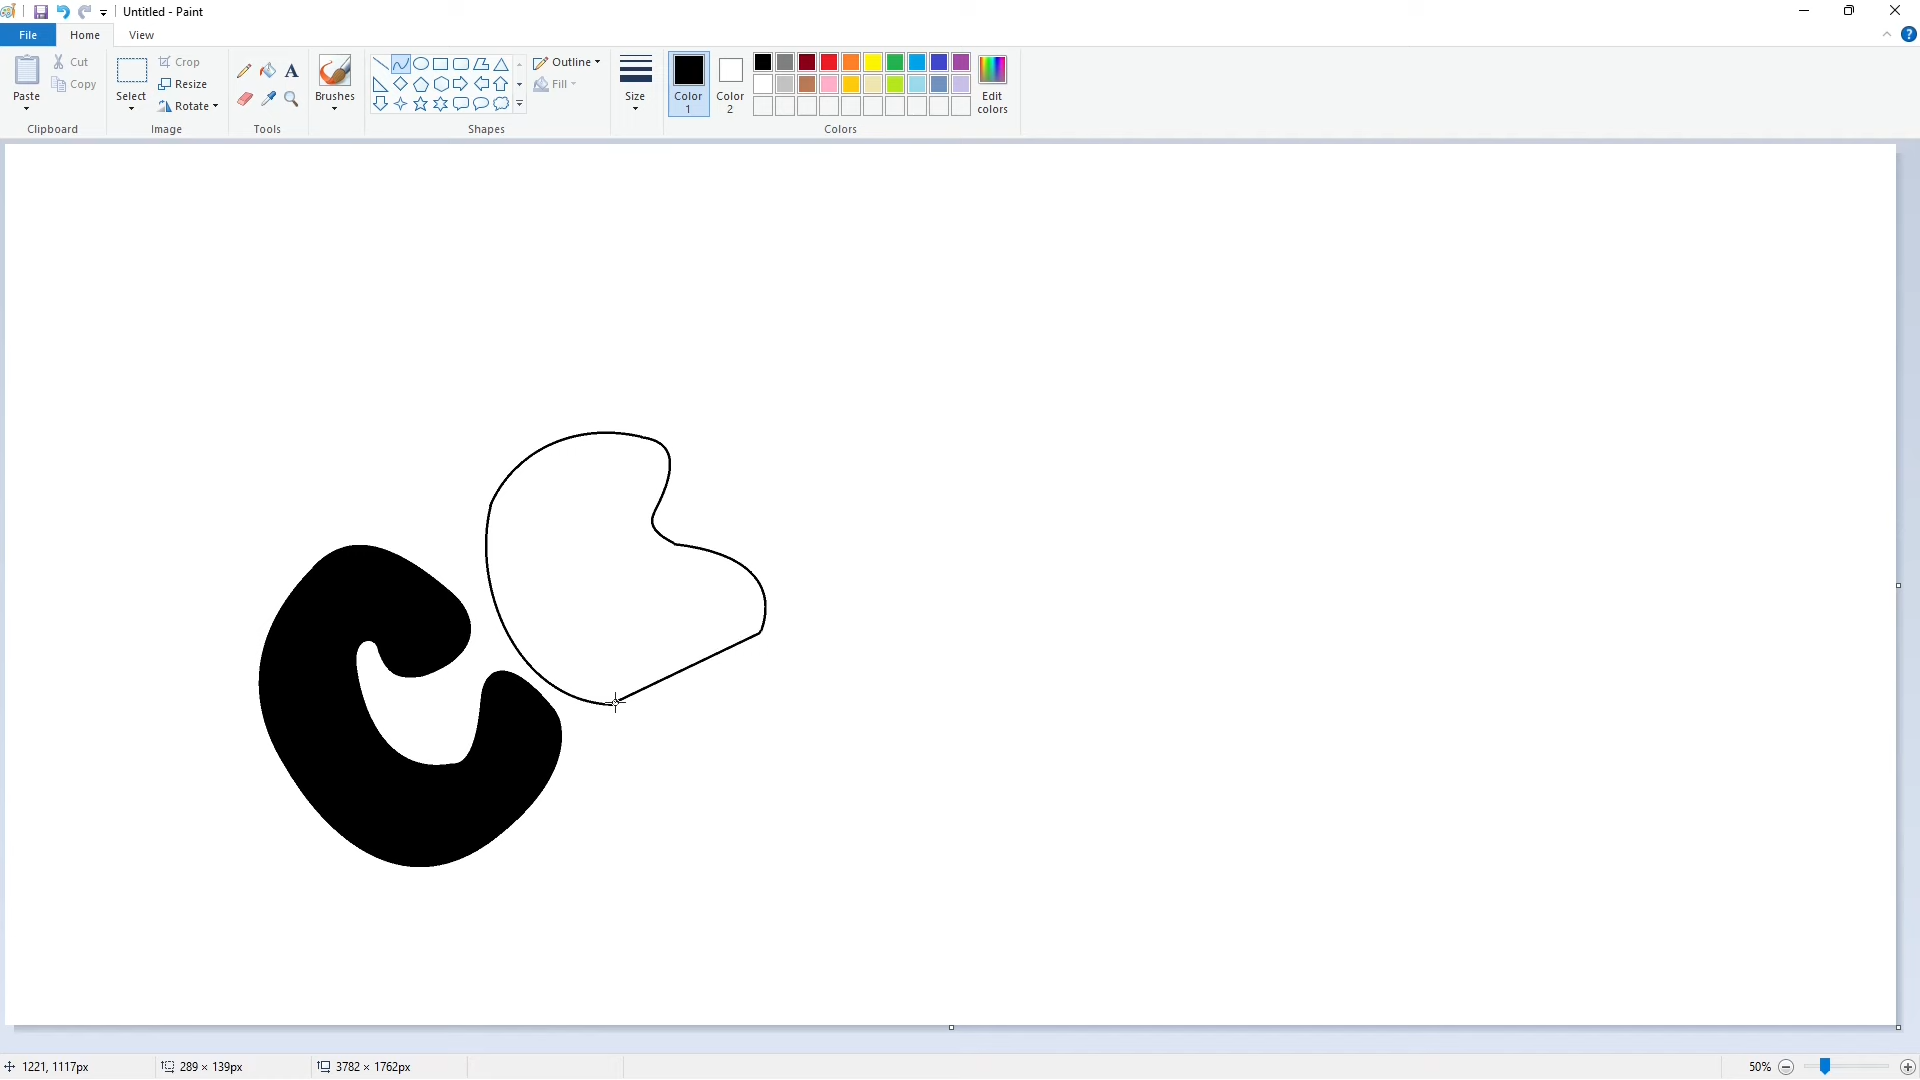 Untitled - Paint
File Home View
Paste
Cut
Copy
Clipboard
Select
Crop
Resize
Rotate
Image
A
Tools
Brushes
Outline
Fill
Shapes
Size
Color 1
Color 2
Edit colors
Colors
?
C
1221, 1117px 289 × 139px 3782 × 1762px 50%